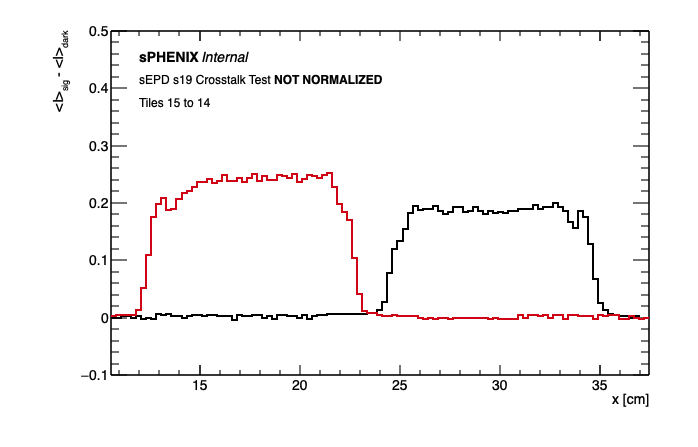 0.5
sPHENIX Internal
<I>sig - <I>dark
sEPD s19 Crosstalk Test NOT NORMALIZED
0.4
Tiles 15 to 14
0.3
0.2
0.1
0
−0.1
15 20 25 30 35
x [cm]